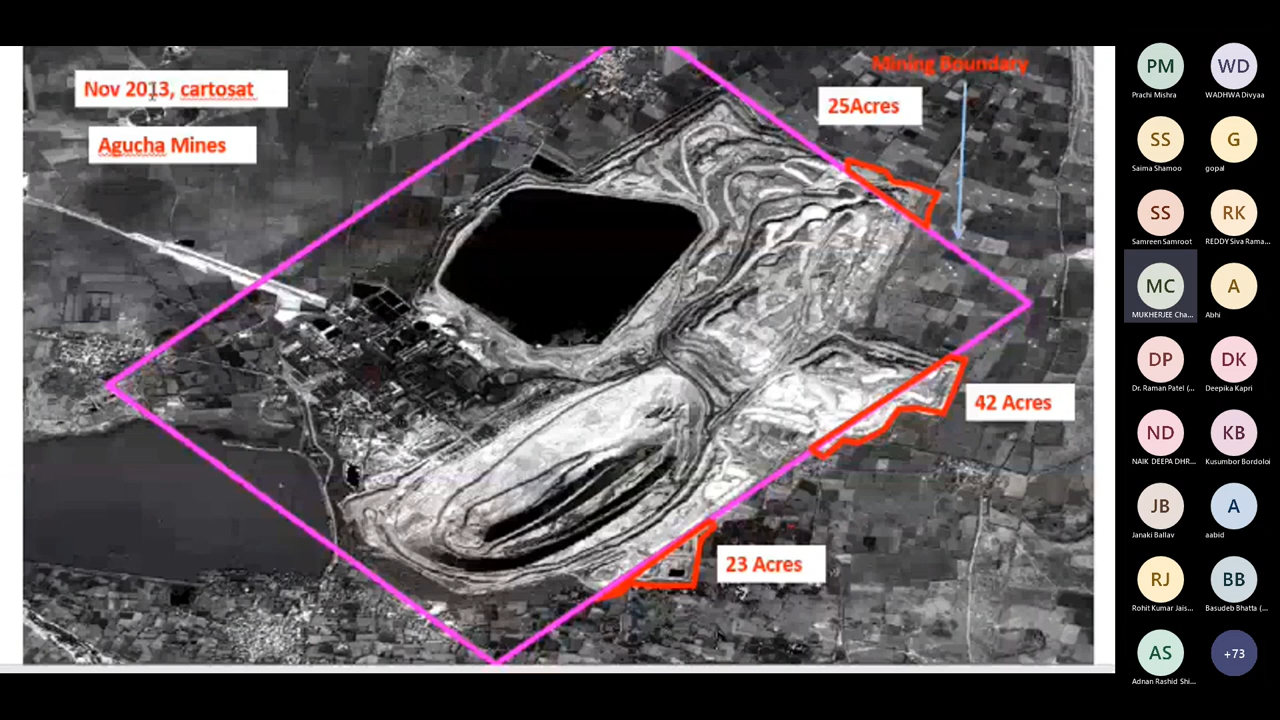 Nov 2013, cartosat
Agucha Mines
Mining Boundary
25Acres
42 Acres
23 Acres
PM
Prachi Mishra
WD
WADHWA Divyaa
SS
Saima Shamoo
G
gopal
SS
Samreen Samroot
RK
REDDY Siva Rama...
MC
MUKHERJEE Cha...
A
Abhi
DP
Dr. Raman Patel (...
DK
Deepika Kapri
ND
NAIK DEEPA DHR...
KB
Kusumbor Bordoloi
JB
Janaki Ballav
A
aabid
RJ
Rohit Kumar Jais...
BB
Basudeb Bhatta (...
AS
Adnan Rashid Shi...
+73